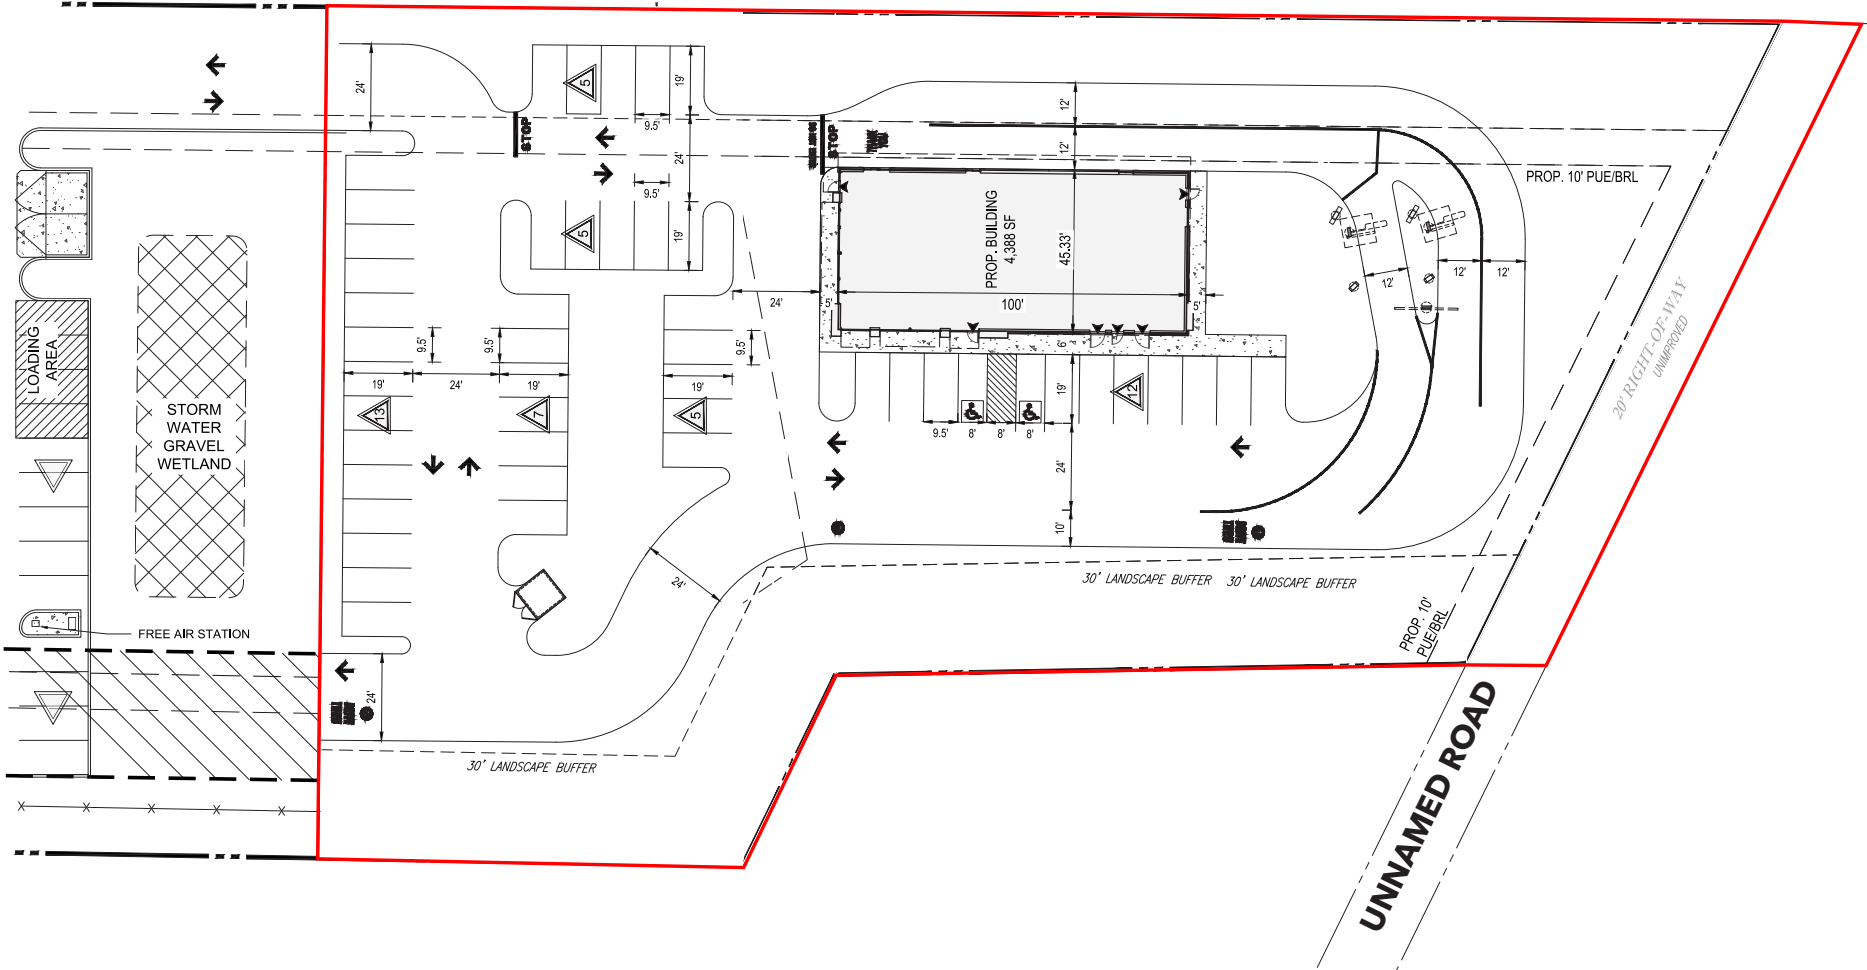 24'
5
19'
9.5'
STOP
24'
9.5'
5
19'
STOP
12'
12'
PROP. BUILDING
4,388 SF
45.33'
100'
24'
5'
5'
6'
PROP. 10' PUE/BRL
12'
12'
12'
20' RIGHT-OF-WAY
UNIMPROVED
LOADING
AREA
STORM
WATER
GRAVEL
WETLAND
9.5'
9.5'
9.5'
19'
24'
19'
19'
13
7
5
12
19'
9.5'
8'
8'
8'
24'
10'
24'
30' LANDSCAPE BUFFER
30' LANDSCAPE BUFFER
PROP. 10'
PUE/BRL
FREE AIR STATION
24'
30' LANDSCAPE BUFFER
UNNAMED ROAD
X
X
X
X
X